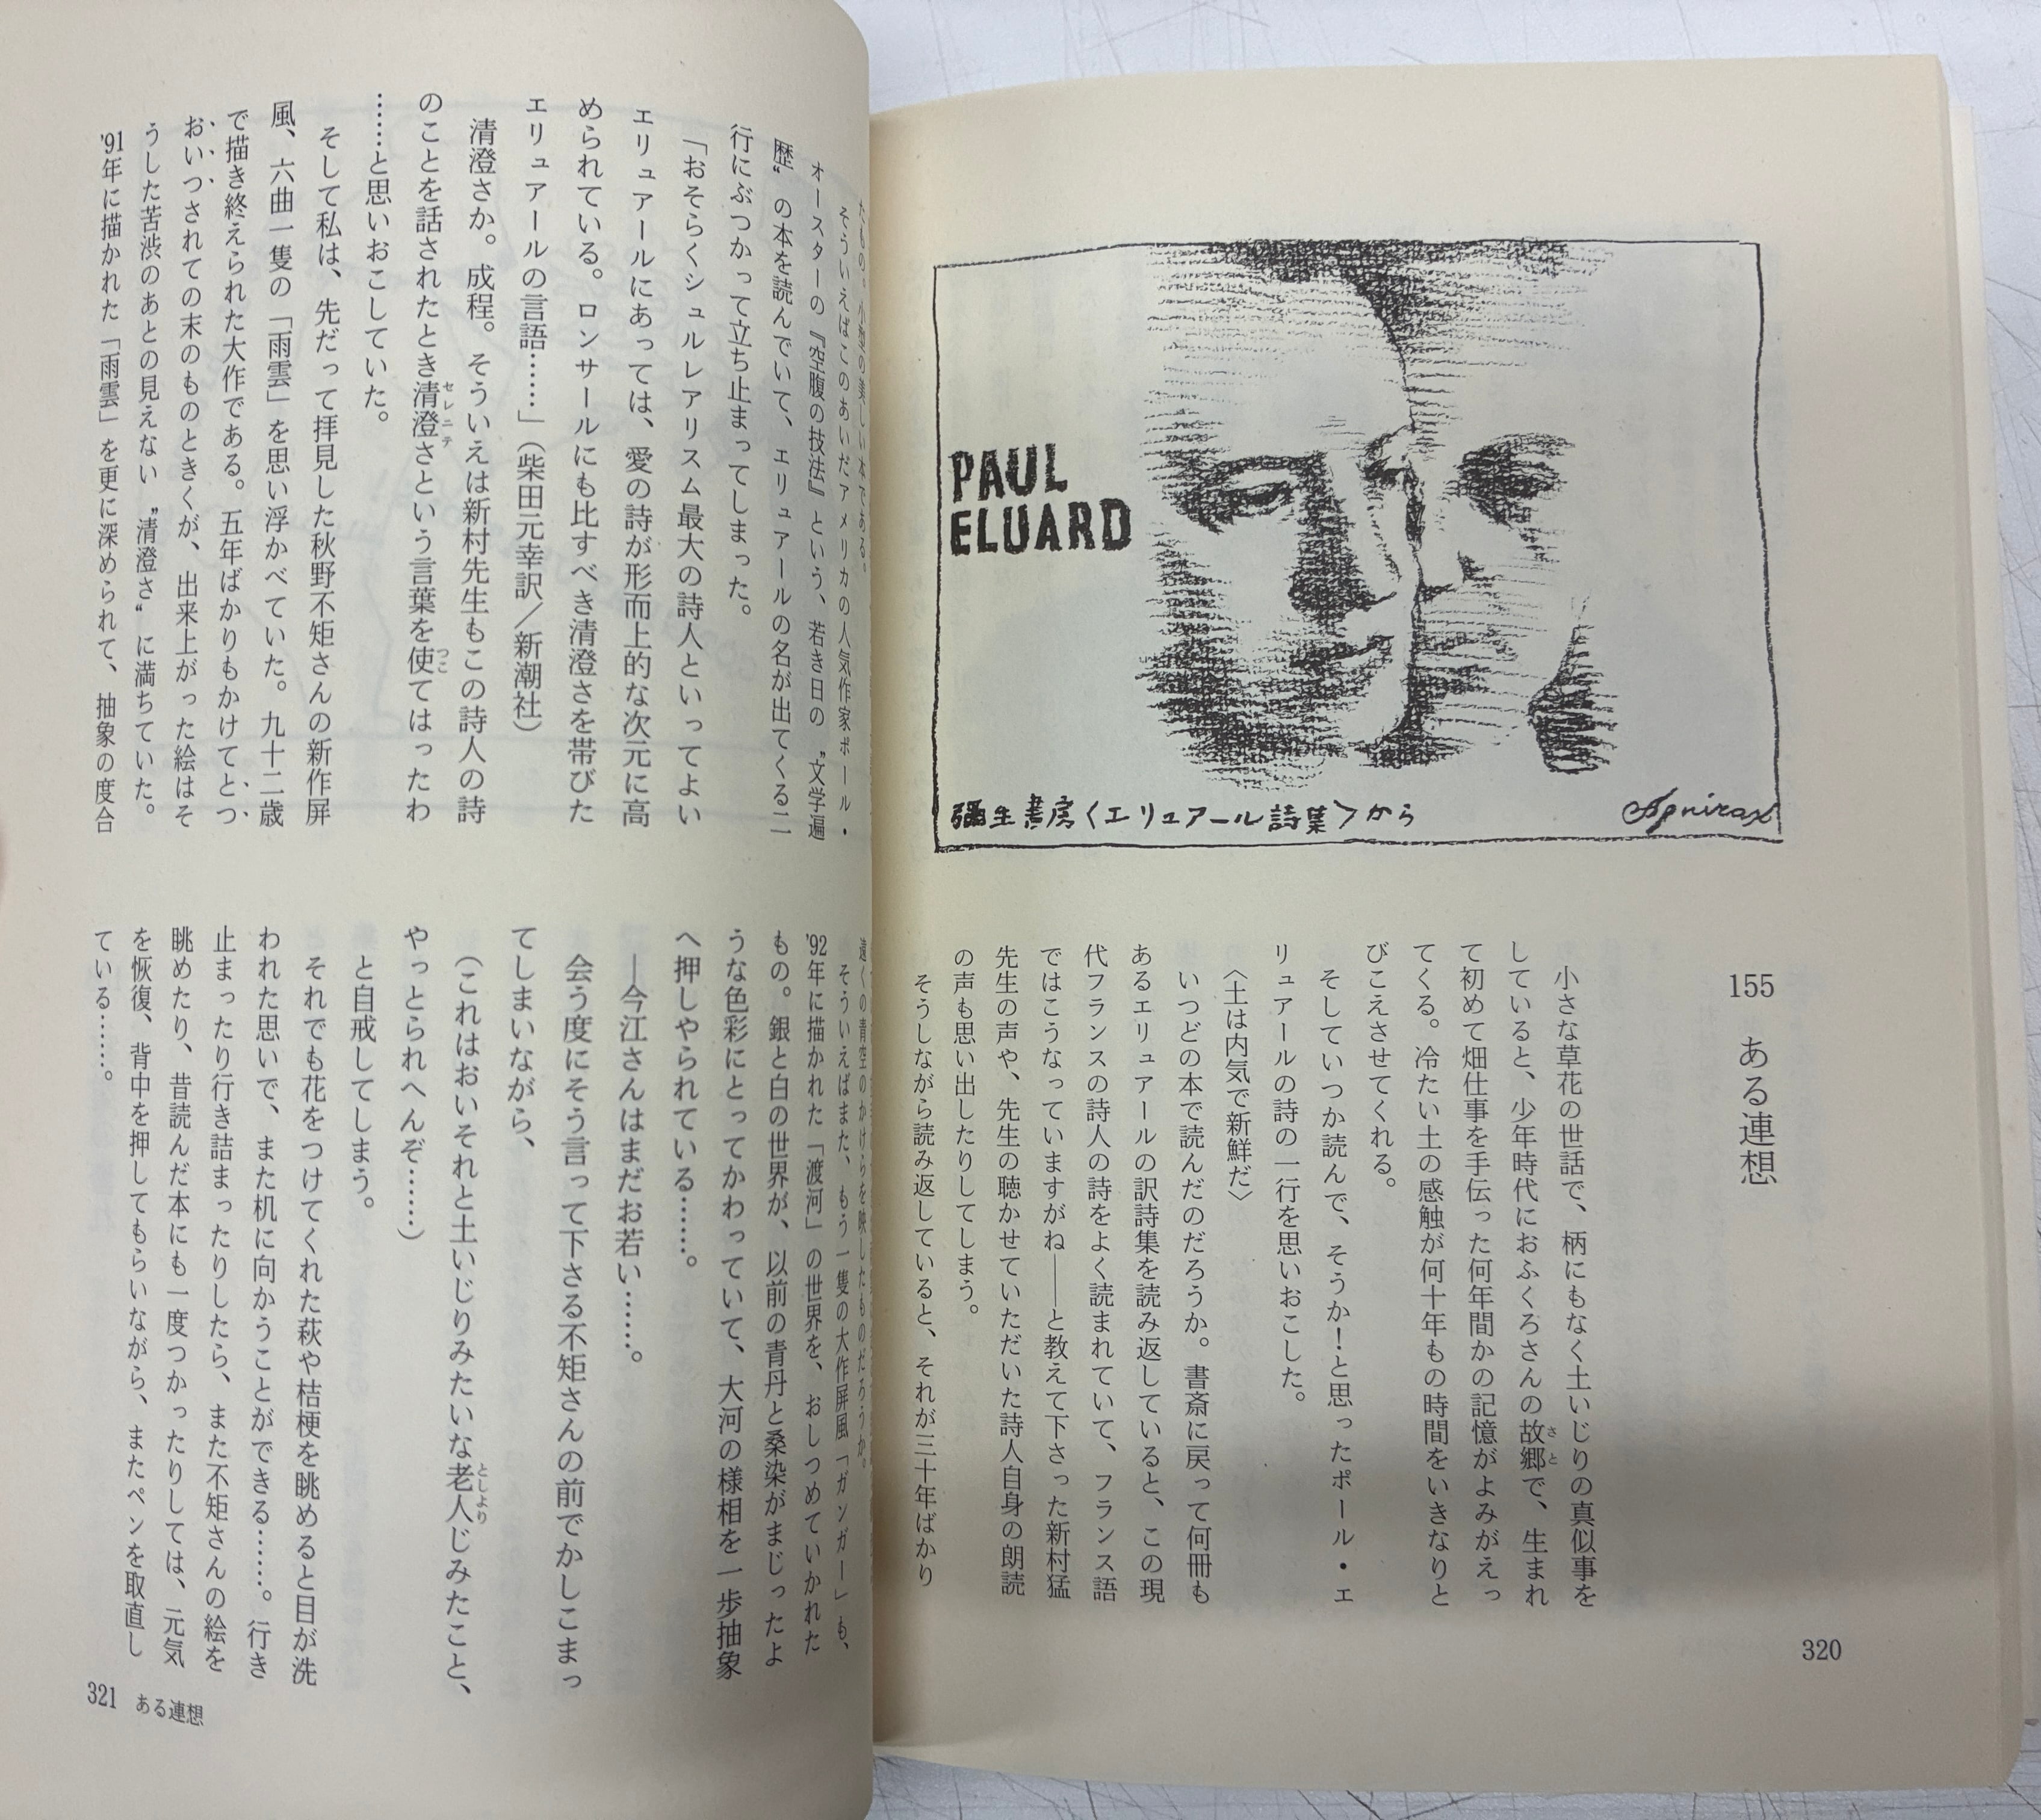 PAUL
ELUARD
彌生書房〈エリュアール詩集〉から
155 ある連想
小さな草花の世話で、柄にもなく土いじりの真似事を
していると、少年時代におふくろさんの故郷で、生まれ
さと
て初めて畑仕事を手伝った何年間かの記憶がよみがえっ
てくる。冷たい土の感触が何十年もの時間をいきなりと
びこえさせてくれる。
そしていつか読んで、そうか！と思ったポール・エ
リュアールの詩の一行を思いおこした。
〈土は内気で新鮮だ〉
いつどの本で読んだのだろうか。書斎に戻って何冊も
あるエリュアールの訳詩集を読み返していると、この現
代フランスの詩人の詩をよく読まれていて、フランス語
ではこうなっていますがね――と教えて下さった新村猛
先生の声や、先生の聴かせていただいた詩人自身の朗読
の声も思い出したりしてしまう。
そうしながら読み返していると、それが三十年ばかり
320
たもの。小型の美しい本である。
そういえばこのあいだアメリカの人気作家ポール・
オースターの『空腹の技法』という、若き日の〝文学遍
歴〟の本を読んでいて、エリュアールの名が出てくる二
行にぶつかって立ち止まってしまった。
「おそらくシュルレアリスム最大の詩人といってよい
エリュアールにあっては、愛の詩が形而上的な次元に高
められている。ロンサールにも比すべき清澄さを帯びた
エリュアールの言語……」（柴田元幸訳／新潮社）
清澄さか。成程。そういえは新村先生もこの詩人の詩
のことを話されたとき清澄さという言葉を使てはったわ
セレニテ
つこ
……と思いおこしていた。
そして私は、先だって拝見した秋野不矩さんの新作屏
風、六曲一隻の「雨雲」を思い浮かべていた。九十二歳
で描き終えられた大作である。五年ばかりもかけてとつ
おいつされての末のものときくが、出来上がった絵はそ
うした苦渋のあとの見えない〝清澄さ〟に満ちていた。
'91年に描かれた「雨雲」を更に深められて、抽象の度合
遠くの青空のかけらを映したものだろうか。
そういえばまた、もう一隻の大作屏風「ガンガー」も、
'92年に描かれた「渡河」の世界を、おしつめていかれた
もの。銀と白の世界が、以前の青丹と桑染がまじったよ
うな色彩にとってかわっていて、大河の様相を一歩抽象
へ押しやられている……。
―今江さんはまだお若い……。
会う度にそう言って下さる不矩さんの前でかしこまっ
てしまいながら、
（これはおいそれと土いじりみたいな老人じみたこと、
としより
やっとられへんぞ……）
と自戒してしまう。
それでも花をつけてくれた萩や桔梗を眺めると目が洗
われた思いで、また机に向かうことができる……。行き
止まったり行き詰まったりしたら、また不矩さんの絵を
眺めたり、昔読んだ本にも一度つかったりしては、元気
を恢復、背中を押してもらいながら、またペンを取直し
ている……。
321 ある連想